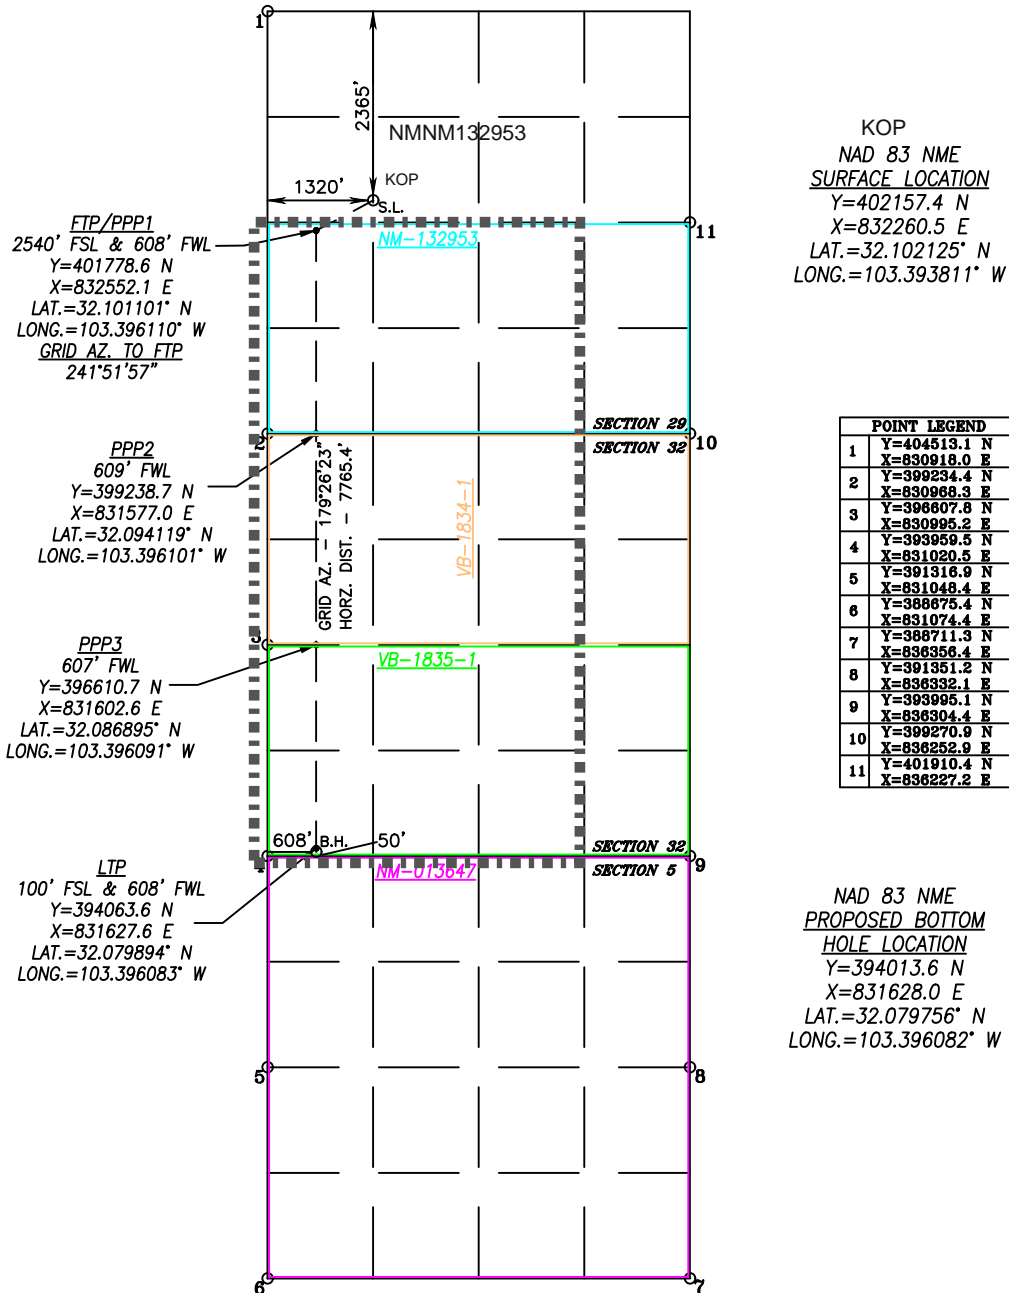 1
2365'
NMNM132953
1320'
KOP
S.L.
KOP
NAD 83 NME
SURFACE LOCATION
Y=402157.4 N
X=832260.5 E
LAT.=32.102125° N
LONG.=103.393811° W
FTP/PPP1
2540' FSL & 608' FWL
Y=401778.6 N
X=832552.1 E
LAT.=32.101101° N
LONG.=103.396110° W
GRID AZ. TO FTP
241°51'57"
NM-132953
11
SECTION 29
SECTION 32
2
10
PPP2
609' FWL
Y=399238.7 N
X=831577.0 E
LAT.=32.094119° N
LONG.=103.396101° W
GRID AZ. - 179°26'23"
HORZ. DIST. - 7765.4'
VB-1834-1
POINT LEGEND
1 Y=404513.1 N
X=830918.0 E
2 Y=399234.4 N
X=830968.3 E
3 Y=396607.8 N
X=830995.2 E
4 Y=393959.5 N
X=831020.5 E
5 Y=391316.9 N
X=831048.4 E
6 Y=388675.4 N
X=831074.4 E
7 Y=388711.3 N
X=836356.4 E
8 Y=391351.2 N
X=836332.1 E
9 Y=393995.1 N
X=836304.4 E
10 Y=399270.9 N
X=836252.9 E
11 Y=401910.4 N
X=836227.2 E
3
PPP3
607' FWL
Y=396610.7 N
X=831602.6 E
LAT.=32.086895° N
LONG.=103.396091° W
VB-1835-1
608'
B.H.
50'
SECTION 32
SECTION 5
4
9
NM-013647
LTP
100' FSL & 608' FWL
Y=394063.6 N
X=831627.6 E
LAT.=32.079894° N
LONG.=103.396083° W
NAD 83 NME
PROPOSED BOTTOM
HOLE LOCATION
Y=394013.6 N
X=831628.0 E
LAT.=32.079756° N
LONG.=103.396082° W
5
8
6
7